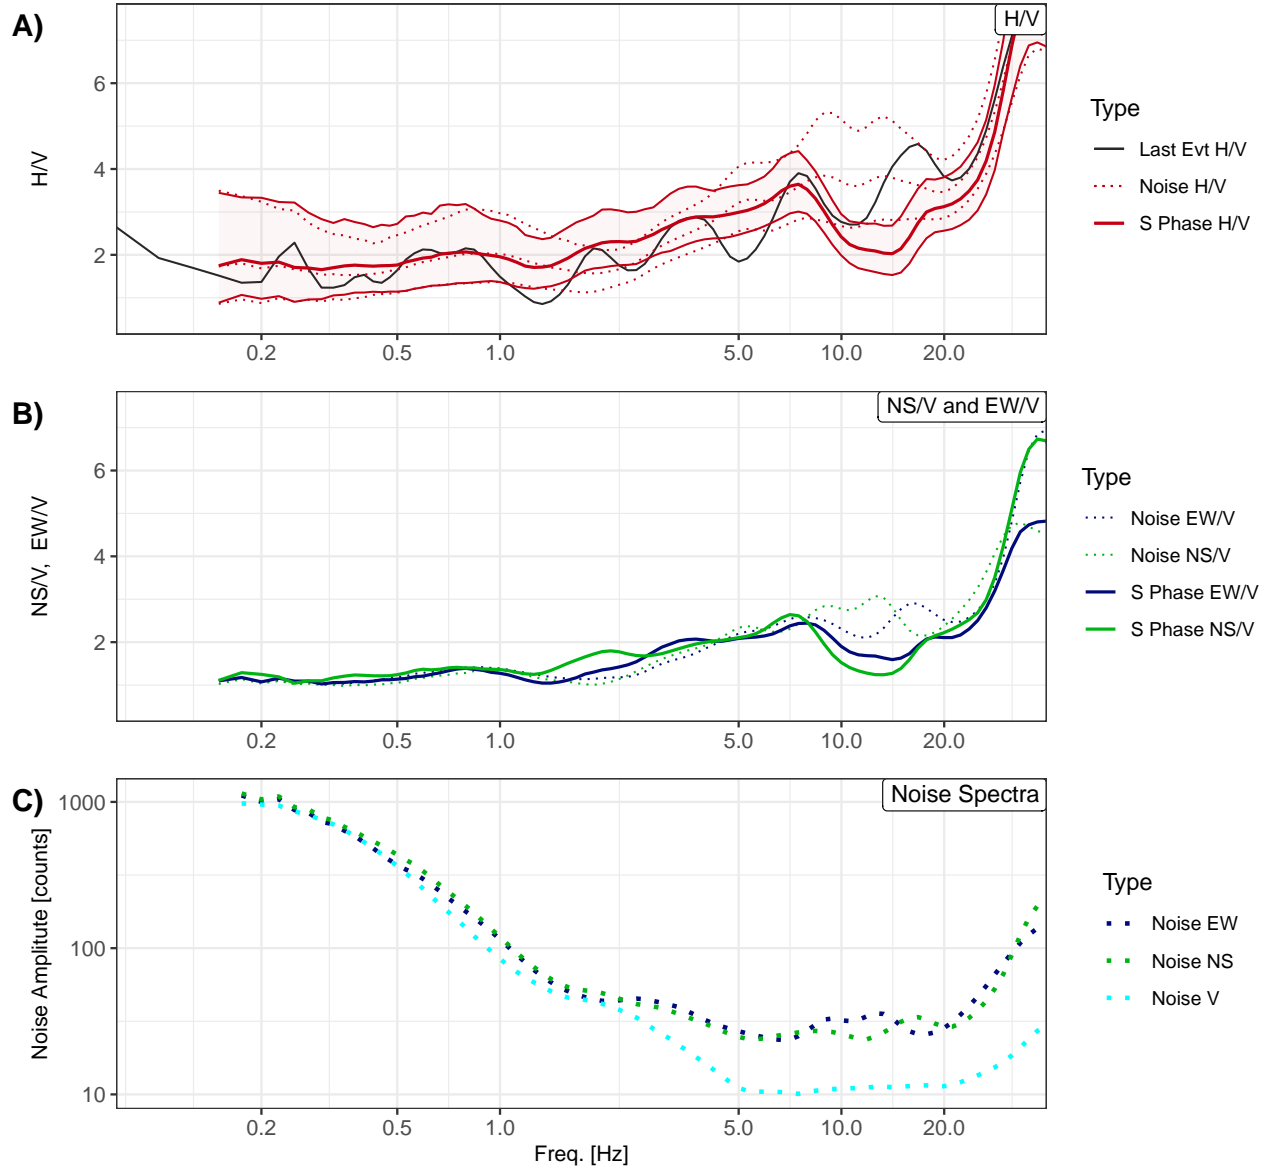 A)
H/V
6
4
2
H/V
0.2 0.5 1.0 5.0 10.0 20.0
Type
Last Evt H/V
Noise H/V
S Phase H/V
B)
NS/V and EW/V
6
4
2
NS/V, EW/V
0.2 0.5 1.0 5.0 10.0 20.0
Type
Noise EW/V
Noise NS/V
S Phase EW/V
S Phase NS/V
C)
Noise Spectra
1000
100
10
Noise Amplitute [counts]
0.2 0.5 1.0 5.0 10.0 20.0
Freq. [Hz]
Type
Noise EW
Noise NS
Noise V